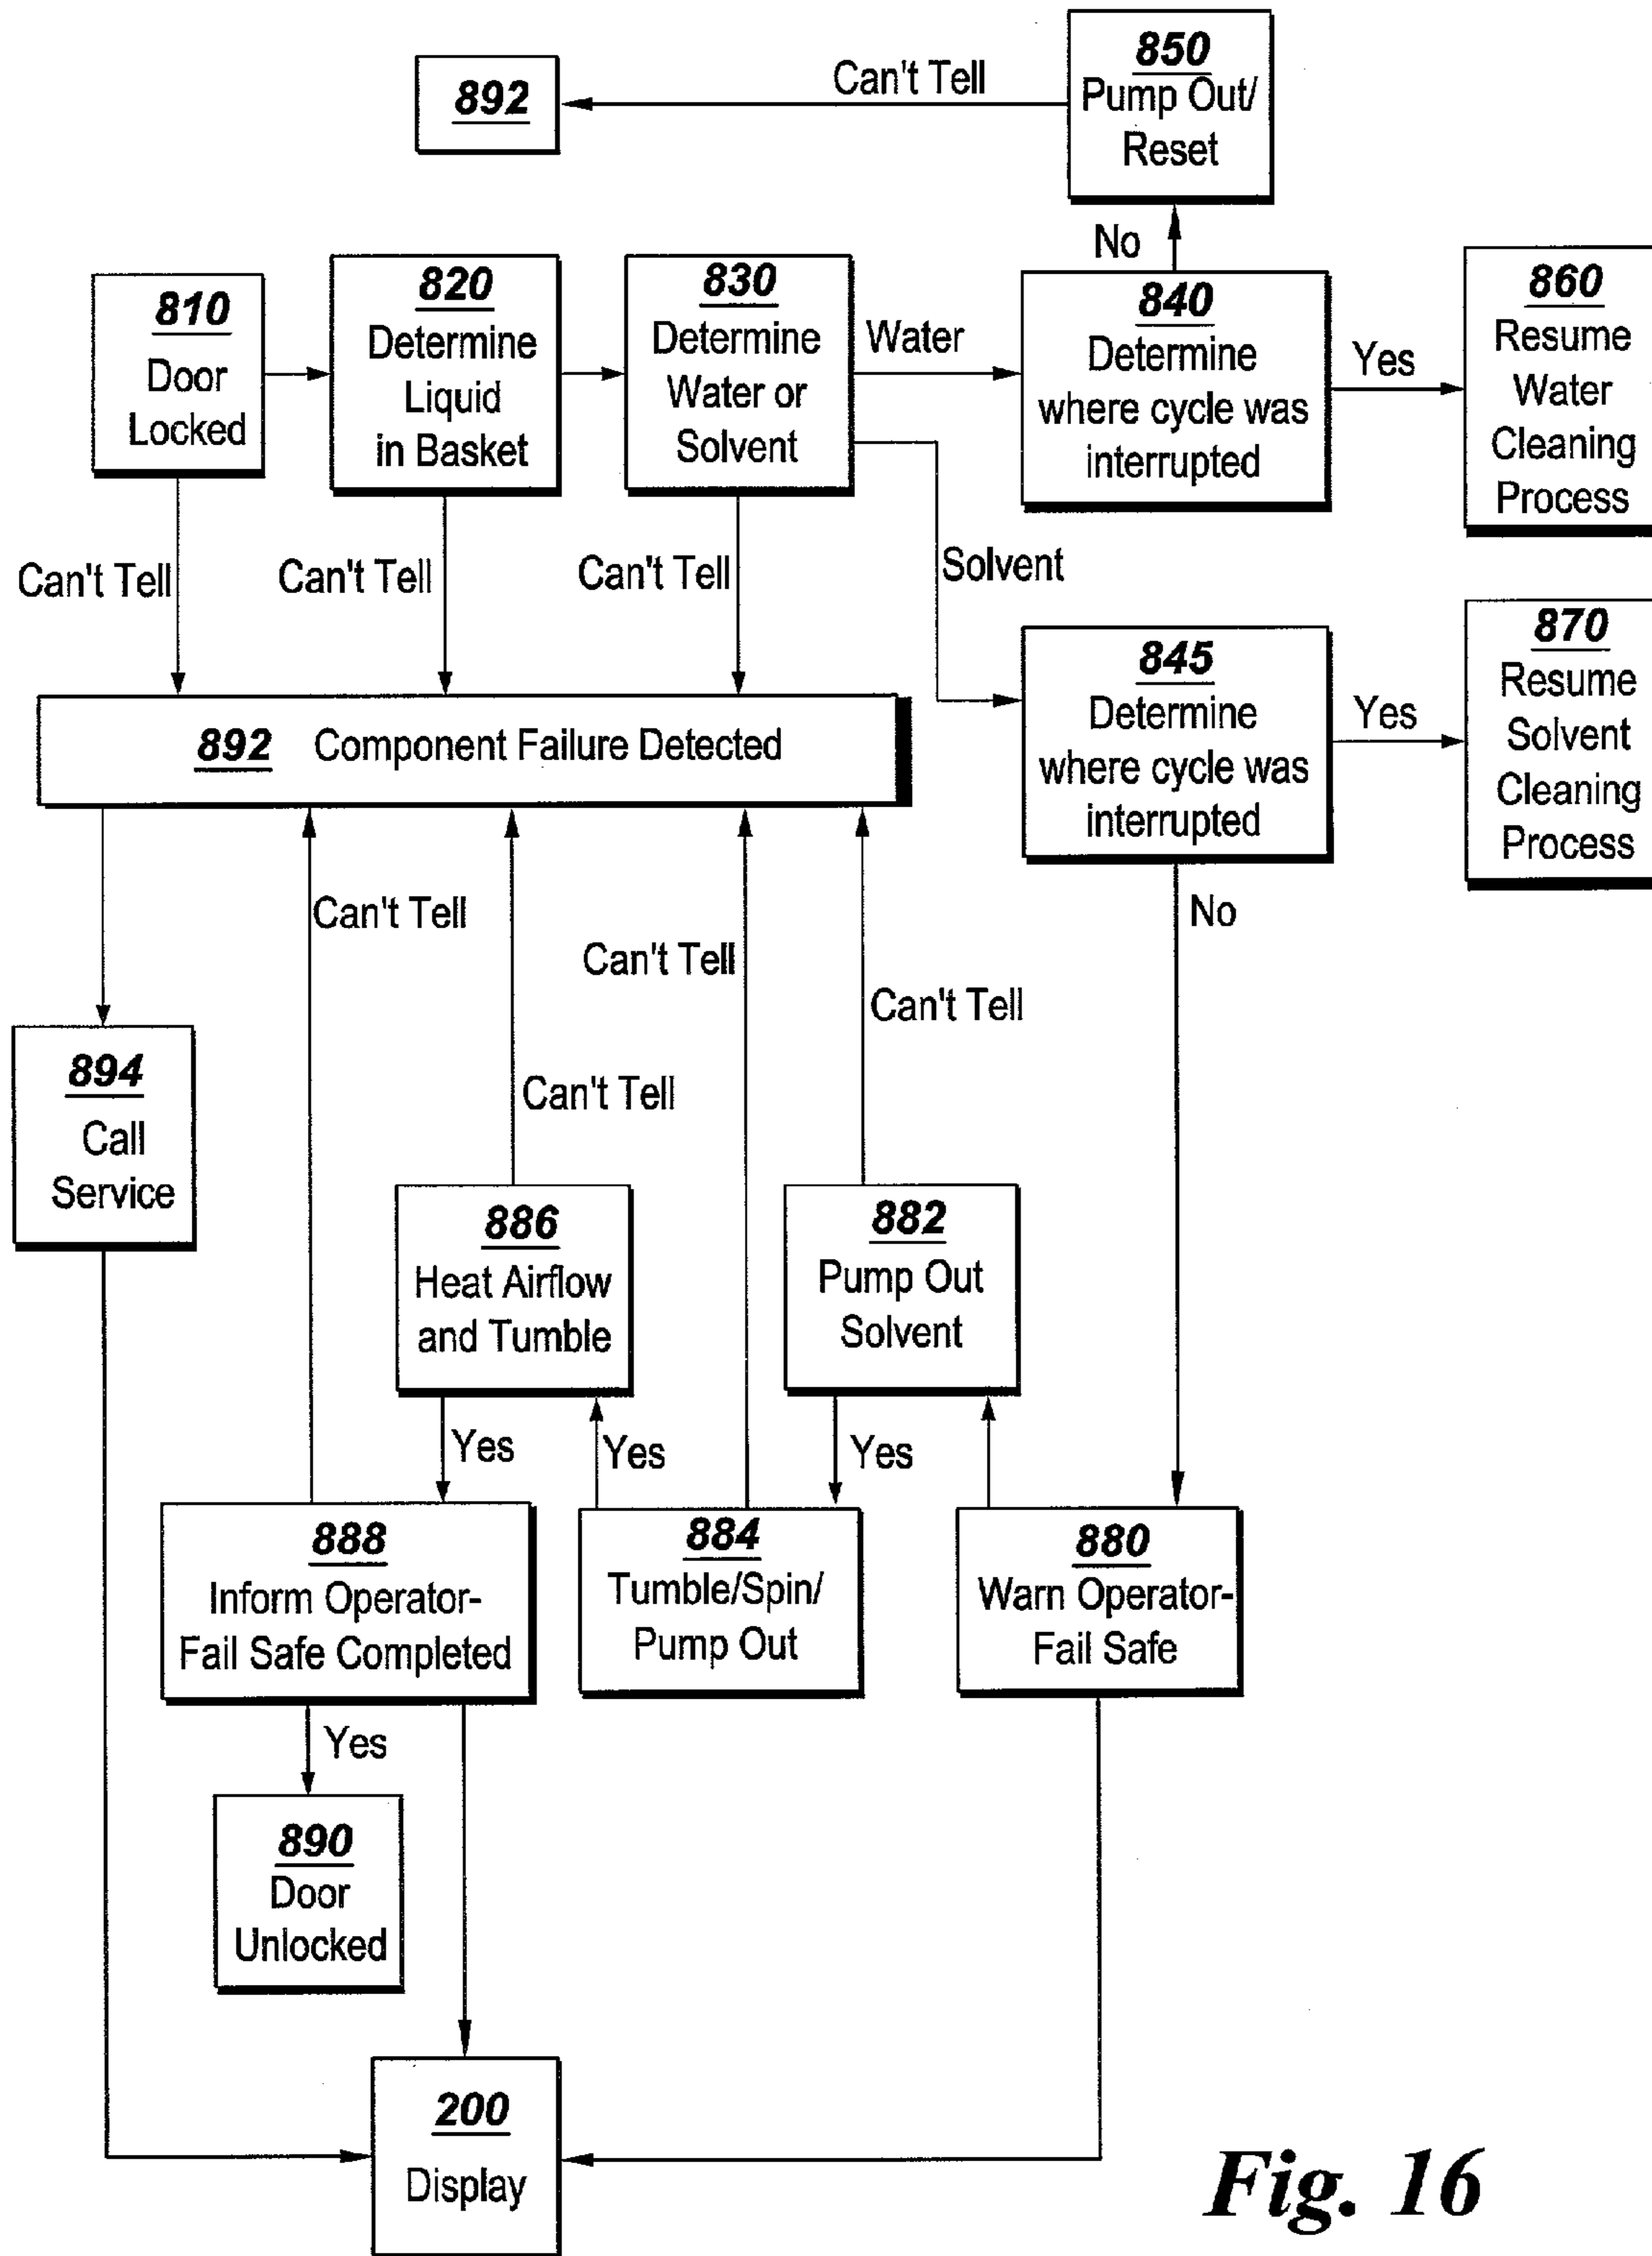 850
Pump Out/
Reset
Can't Tell
892
No
810
Door
Locked
820
Determine
Liquid
in Basket
830
Determine
Water or
Solvent
Water
840
Determine
where cycle was
interrupted
Yes
860
Resume
Water
Cleaning
Process
Can't Tell
Can't Tell
Can't Tell
Solvent
845
Determine
where cycle was
interrupted
Yes
870
Resume
Solvent
Cleaning
Process
892 Component Failure Detected
Can't Tell
Can't Tell
Can't Tell
Can't Tell
No
894
Call
Service
886
Heat Airflow
and Tumble
882
Pump Out
Solvent
Yes
Yes
Yes
888
Inform Operator-
Fail Safe Completed
884
Tumble/Spin/
Pump Out
880
Warn Operator-
Fail Safe
Yes
890
Door
Unlocked
200
Display
Fig. 16